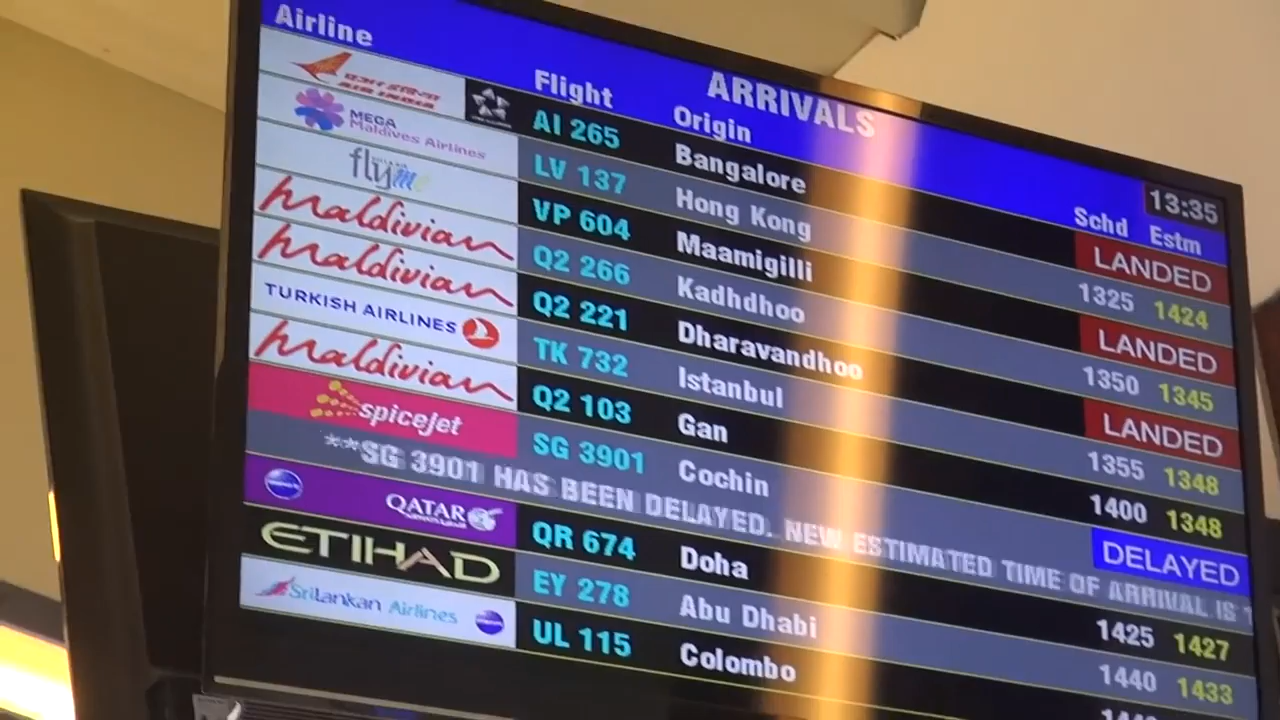 ARRIVALS
13:35
Airline Flight Origin Schd Estm
AIR INDIA AI 265 Bangalore LANDED
MEGA Maldives Airlines LV 137 Hong Kong 1325 1424
flyme VP 604 Maamigilli LANDED
Maldivian Q2 266 Kadhdhoo 1350 1345
Maldivian Q2 221 Dharavandhoo LANDED
TURKISH AIRLINES TK 732 Istanbul 1355 1348
Maldivian Q2 103 Gan 1400 1348
spicejet SG 3901 Cochin DELAYED
**SG 3901 HAS BEEN DELAYED. NEW ESTIMATED TIME OF ARRIVAL IS
QATAR QR 674 Doha 1425 1427
ETIHAD EY 278 Abu Dhabi 1440 1433
SriLankan Airlines UL 115 Colombo